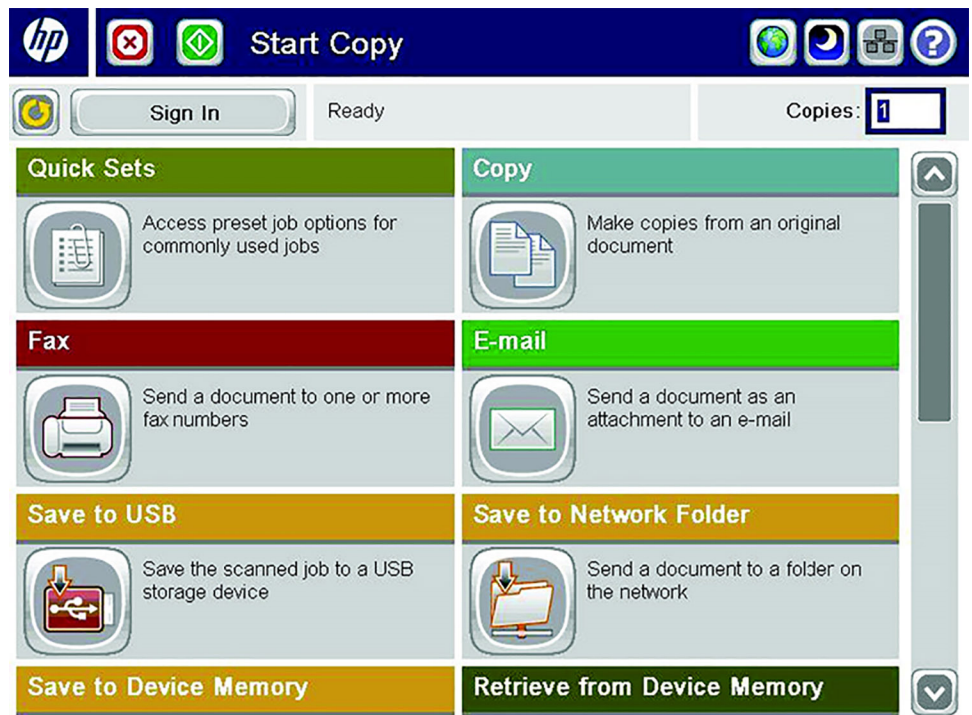 hp
Start Copy
Sign In
Ready
Copies: 1
Quick Sets
Access preset job options for
commonly used jobs
Copy
Make copies from an original
document
Fax
Send a document to one or more
fax numbers
E-mail
Send a document as an
attachment to an e-mail
Save to USB
Save the scanned job to a USB
storage device
Save to Network Folder
Send a document to a folder on
the network
Save to Device Memory
Retrieve from Device Memory